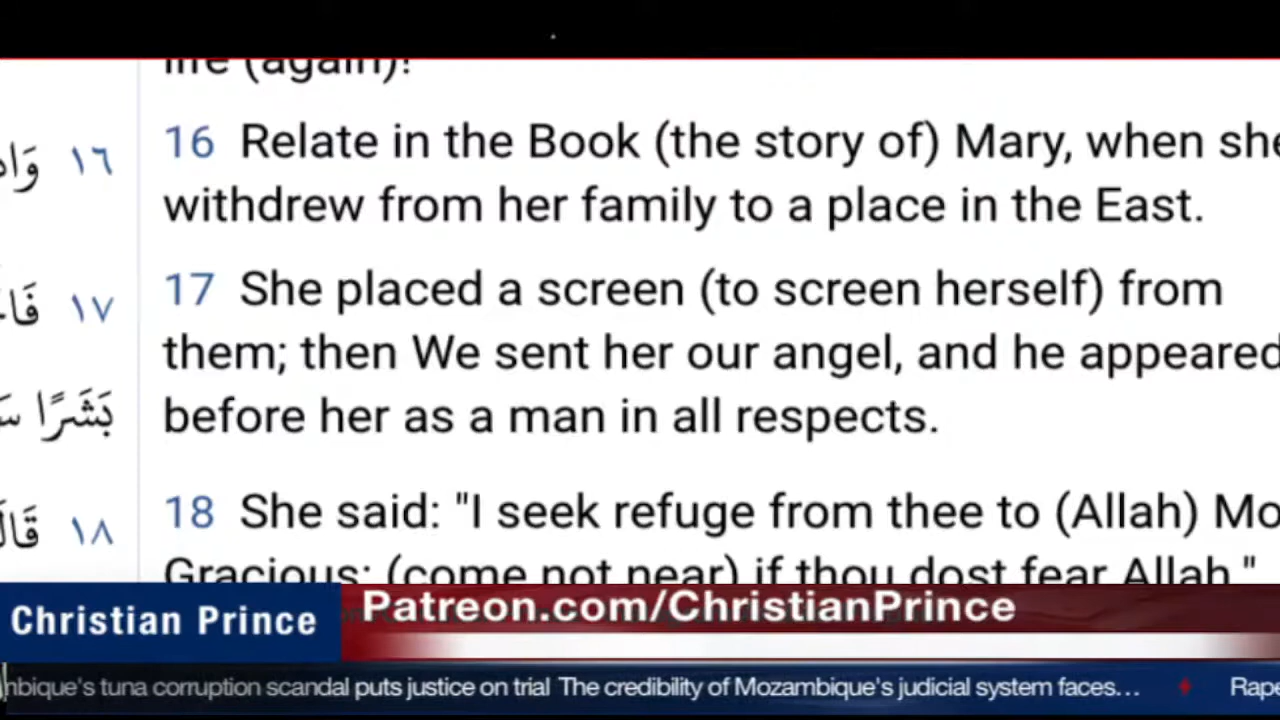 life (again)!
16 Relate in the Book (the story of) Mary, when she
withdrew from her family to a place in the East.
١٦
17 She placed a screen (to screen herself) from
them; then We sent her our angel, and he appeared
before her as a man in all respects.
١٧
بَشَرًا
18 She said: "I seek refuge from thee to (Allah) Mo
Gracious: (come not near) if thou dost fear Allah."
١٨
Christian Prince
Patreon.com/ChristianPrince
mbique's tuna corruption scandal puts justice on trial The credibility of Mozambique's judicial system faces... Rape